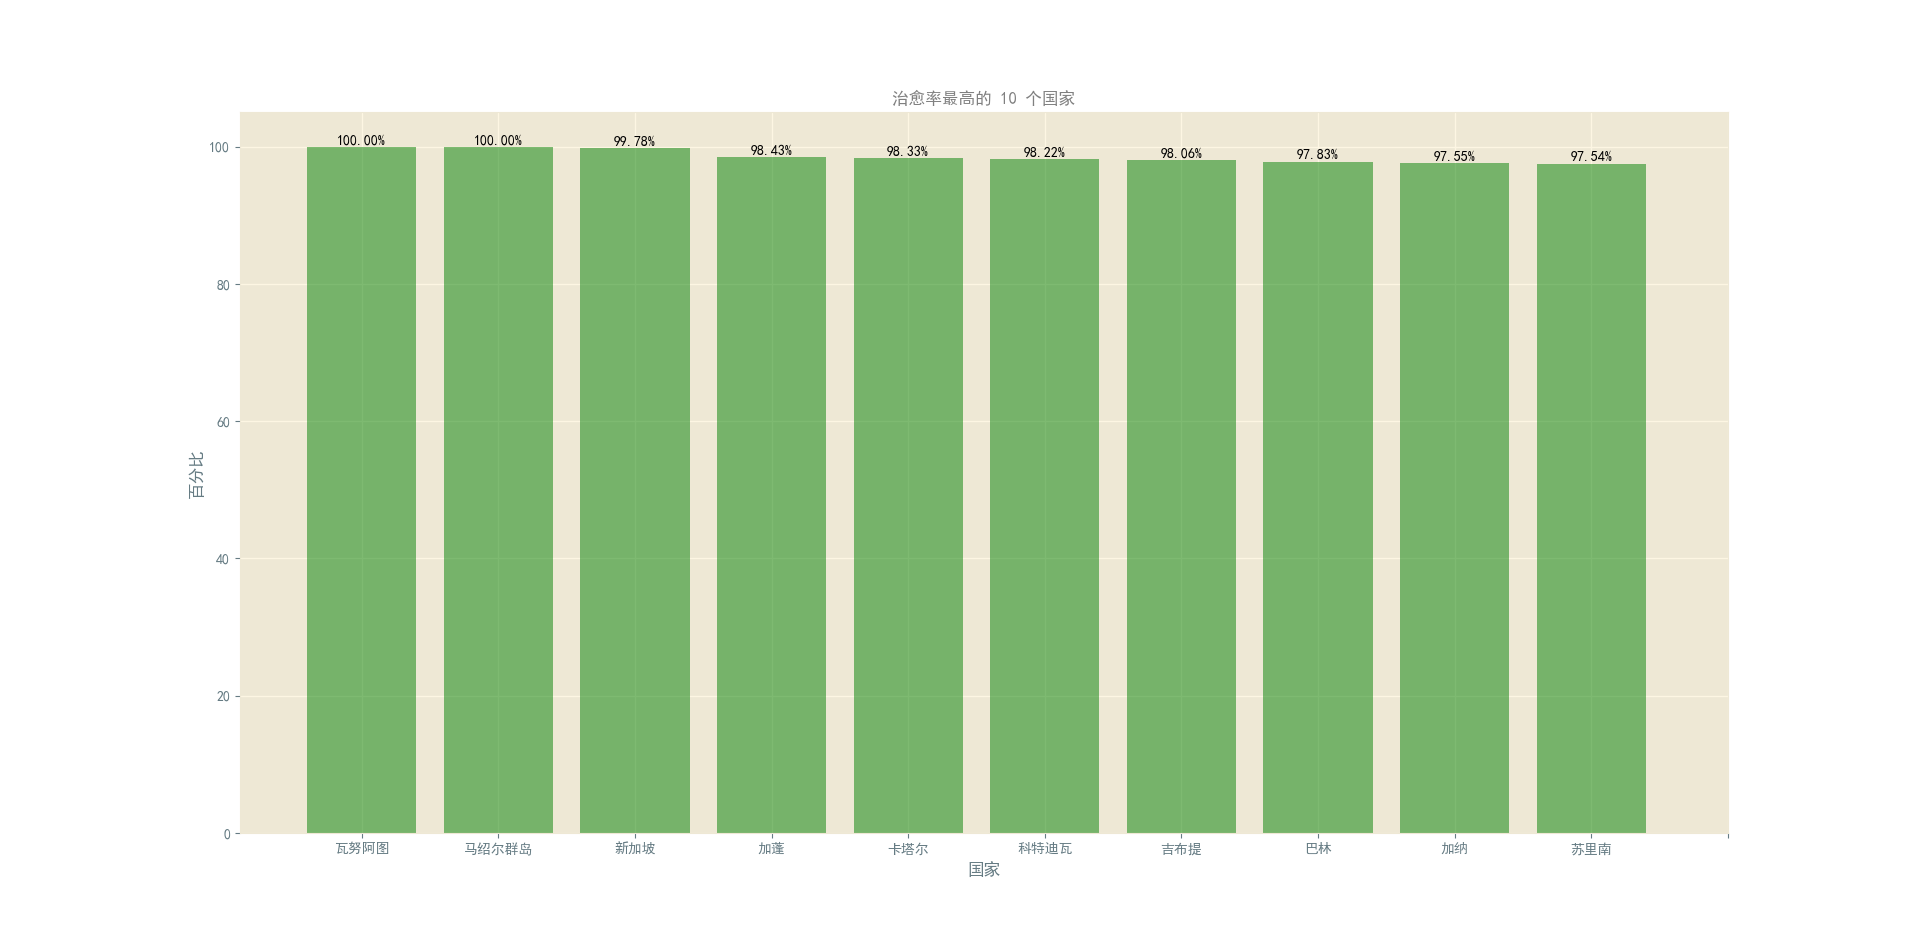 治愈率最高的 10 个国家
100.00% 100.00% 99.78% 98.43% 98.33% 98.22% 98.06% 97.83% 97.55% 97.54%
100
80
60
40
20
0
百分比
瓦努阿图 马绍尔群岛 新加坡 加蓬 卡塔尔 科特迪瓦 吉布提 巴林 加纳 苏里南
国家